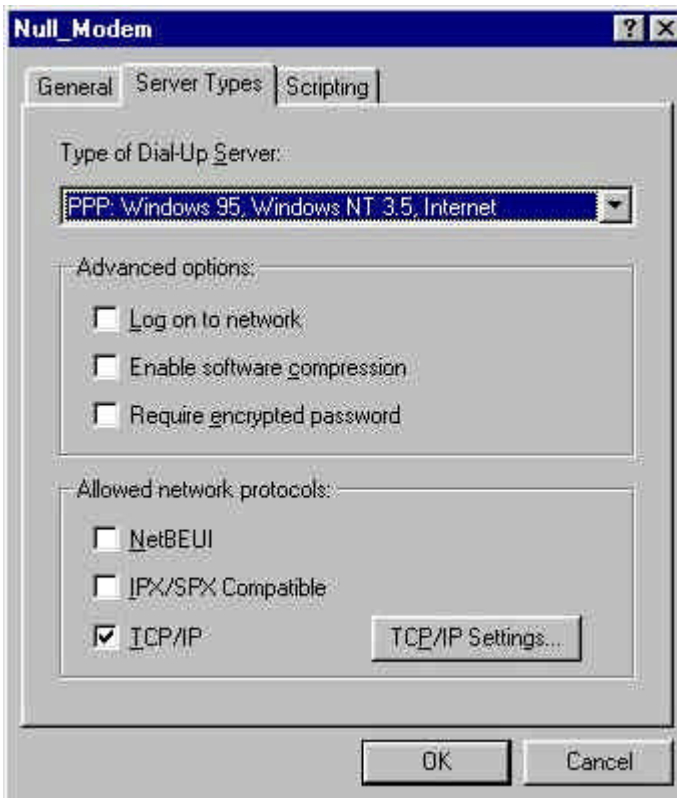 Null_Modem
General Server Types Scripting
Type of Dial-Up Server:
PPP: Windows 95, Windows NT 3.5, Internet
Advanced options:
Log on to network
Enable software compression
Require encrypted password
Allowed network protocols:
NetBEUI
IPX/SPX Compatible
TCP/IP TCP/IP Settings...
OK Cancel